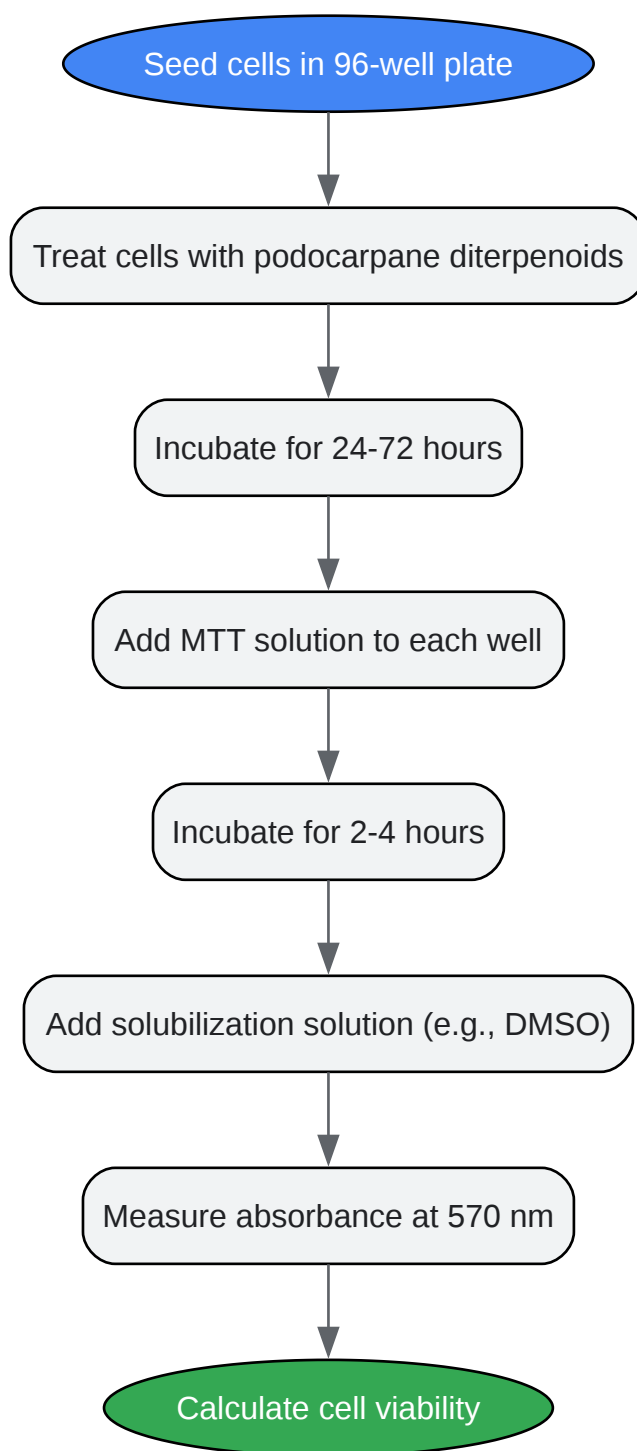 Seed cells in 96-well plate
Treat cells with podocarpane diterpenoids
Incubate for 24-72 hours
Add MTT solution to each well
Incubate for 2-4 hours
Add solubilization solution (e.g., DMSO)
Measure absorbance at 570 nm
Calculate cell viability